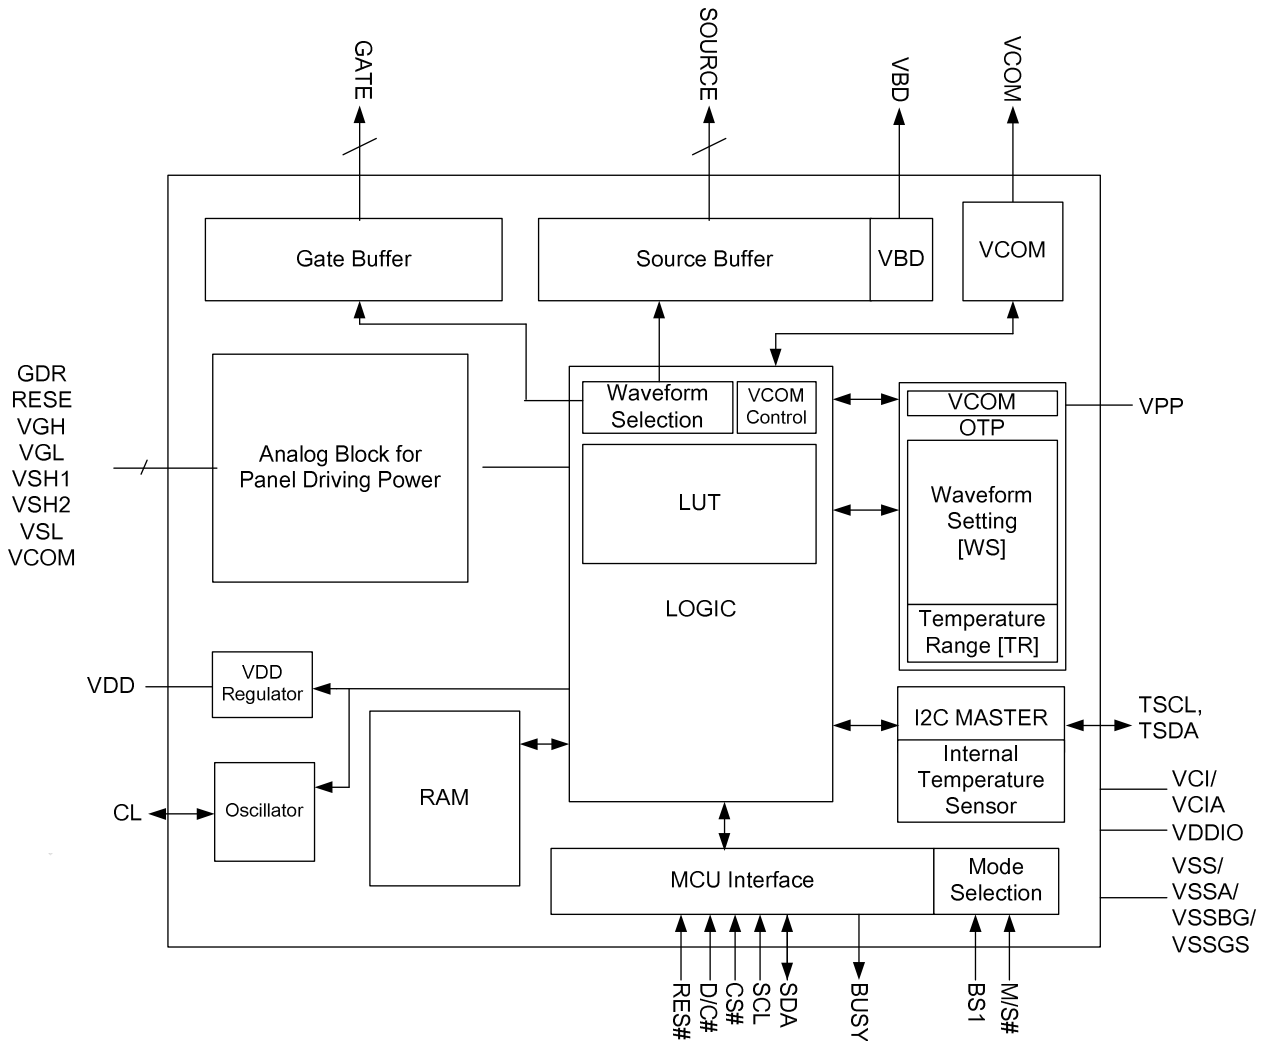 GATE
SOURCE
VBD
VCOM
Gate Buffer
Source Buffer
VBD
VCOM
GDR
RESE
VGH
VGL
VSH1
VSH2
VSL
VCOM
Analog Block for
Panel Driving Power
Waveform
Selection
VCOM
Control
LUT
LOGIC
VCOM
OTP
Waveform
Setting
[WS]
Temperature
Range [TR]
VPP
VDD
VDD
Regulator
CL
Oscillator
RAM
I2C MASTER
Internal
Temperature
Sensor
TSCL,
TSDA
VCI/
VCIA
VDDIO
VSS/
VSSA/
VSSBG/
VSSGS
MCU Interface
Mode
Selection
RES#
D/C#
CS#
SCL
SDA
BUSY
BS1
M/S#